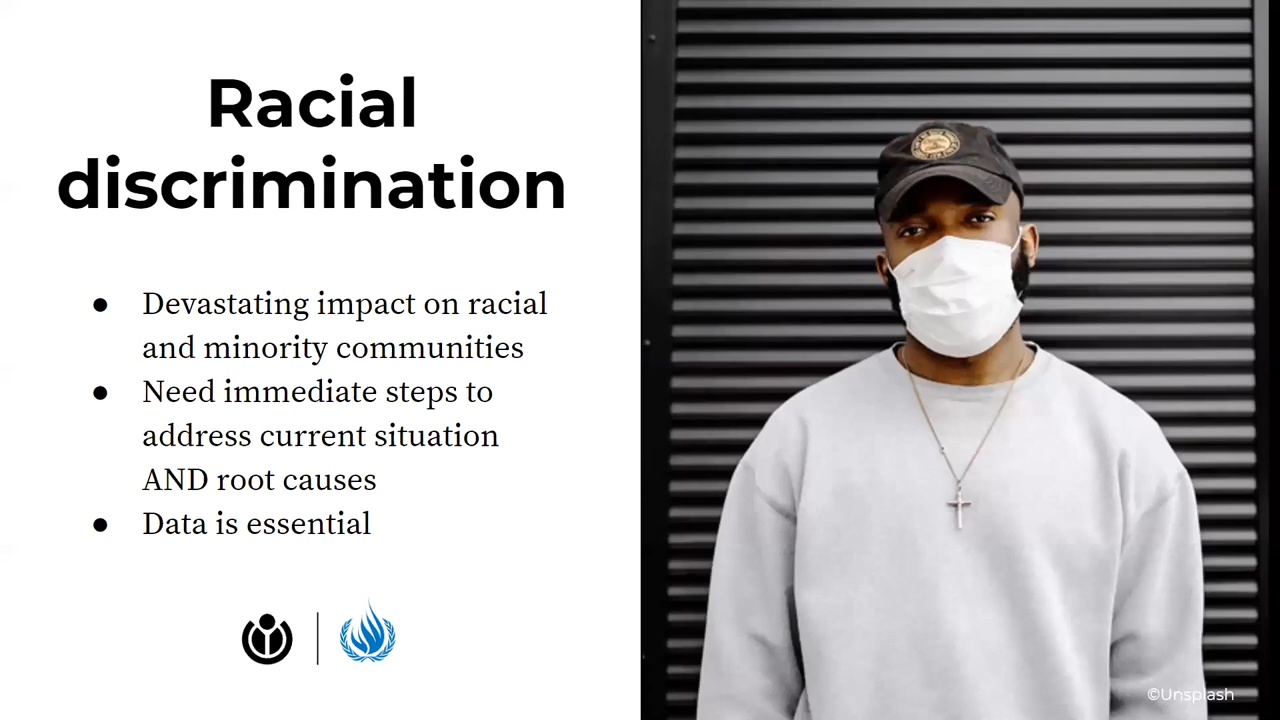 Racial
discrimination
● Devastating impact on racial
and minority communities
● Need immediate steps to
address current situation
AND root causes
● Data is essential
©Unsplash